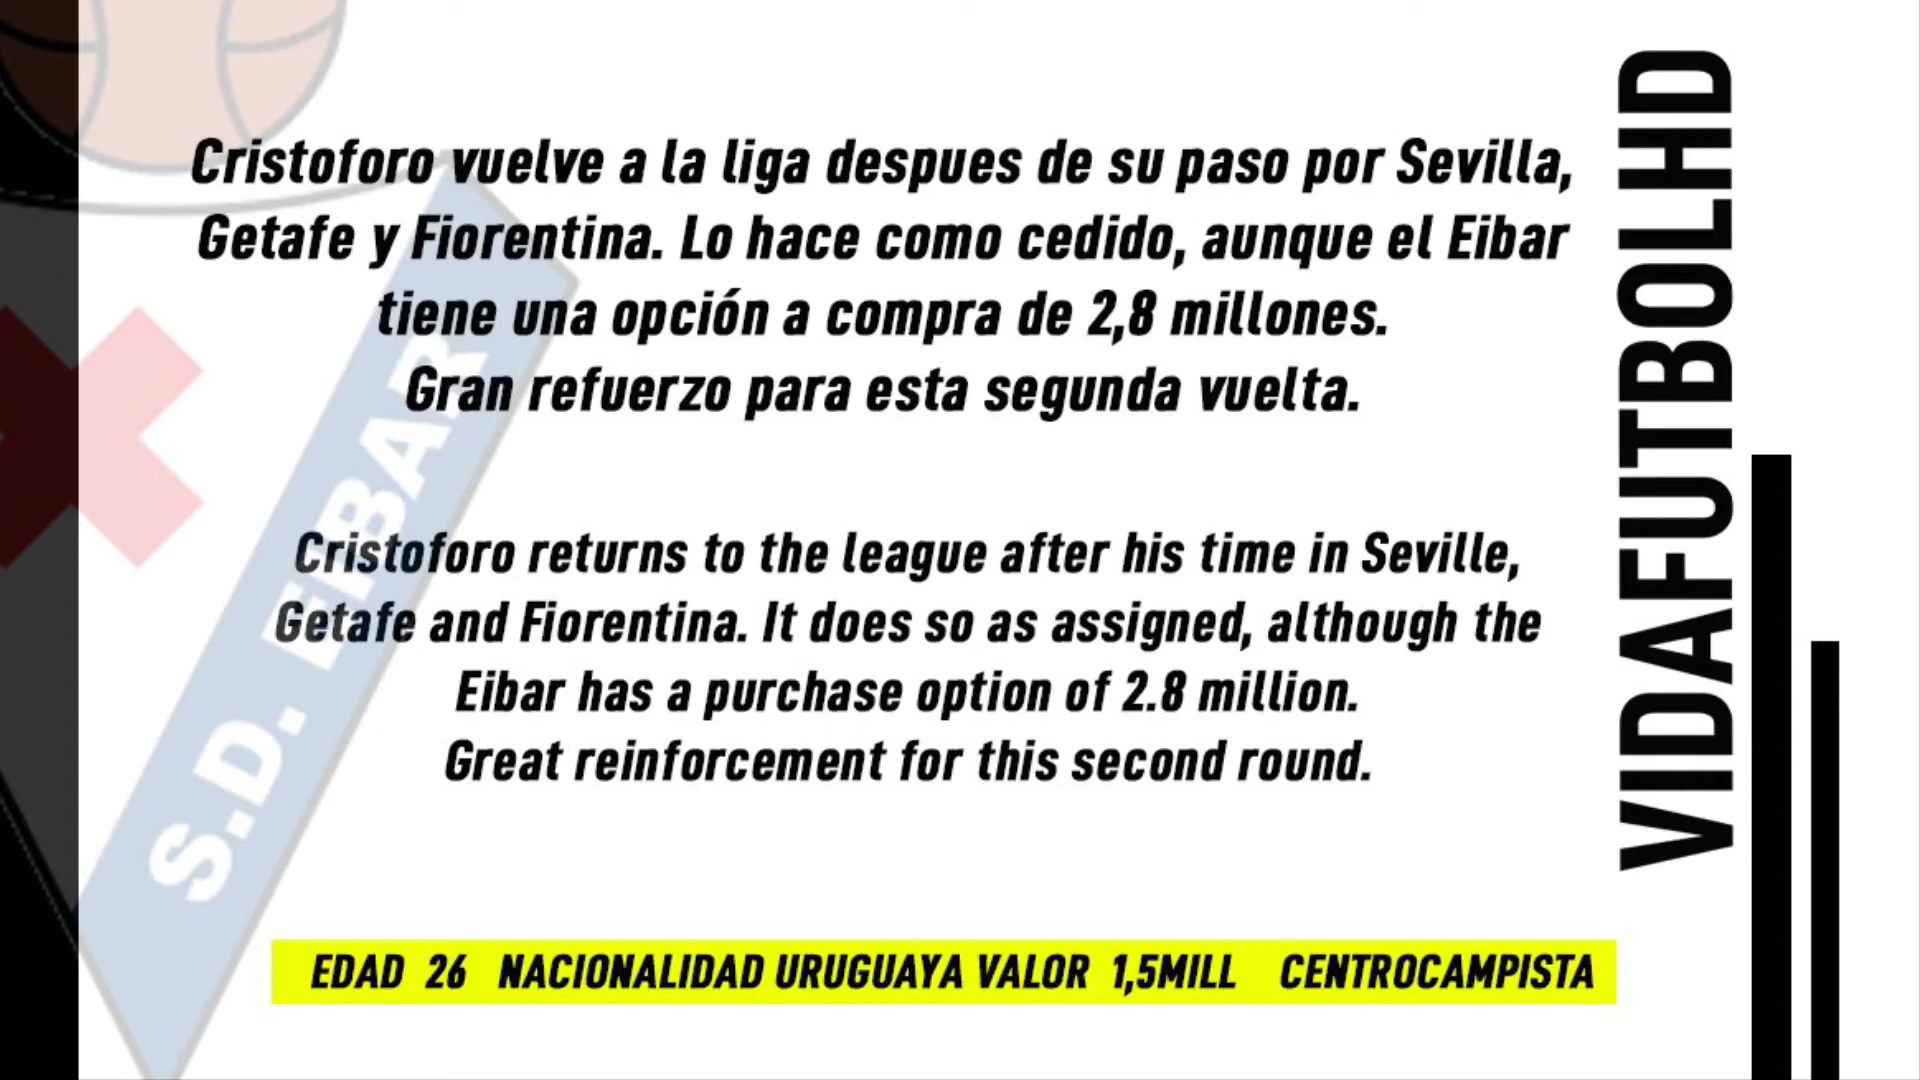 Cristoforo vuelve a la liga despues de su paso por Sevilla,
Getafe y Fiorentina. Lo hace como cedido, aunque el Eibar
tiene una opción a compra de 2,8 millones.
Gran refuerzo para esta segunda vuelta.
Cristoforo returns to the league after his time in Seville,
Getafe and Fiorentina. It does so as assigned, although the
Eibar has a purchase option of 2.8 million.
Great reinforcement for this second round.
EDAD 26 NACIONALIDAD URUGUAYA VALOR 1,5MILL CENTROCAMPISTA
VIDAFUTBOLHD
S.D. EIBAR